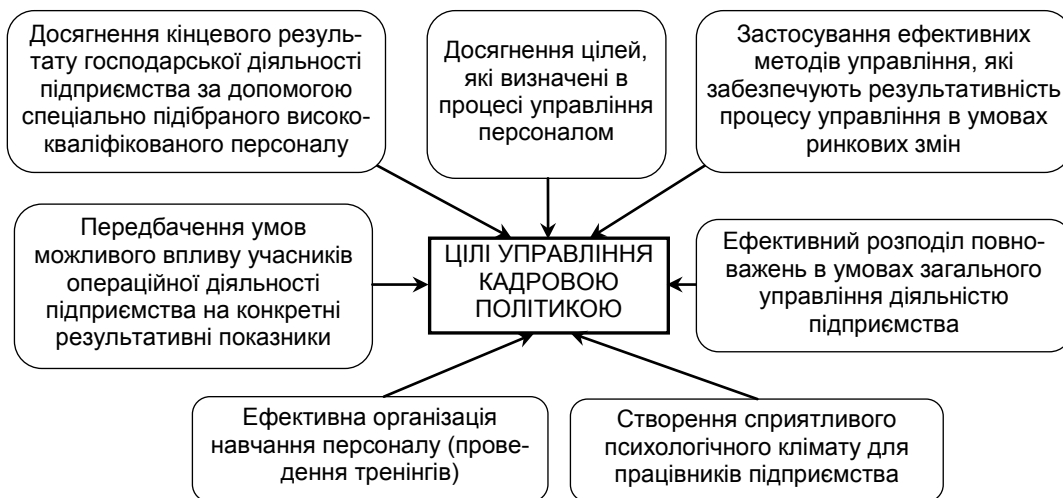 Досягнення кінцевого резуль-
тату господарської діяльності
підприємства за допомогою
спеціально підібраного висококо-
кваліфікованого персоналу
Досягнення цілей,
які визначені в
процесі управління
персоналом
Застосування ефективних
методів управління, які
забезпечують результативність
процесу управління в умовах
ринкових змін
Передбачення умов
можливого впливу учасників
операційної діяльності
підприємства на конкретні
результативні показники
ЦІЛІ УПРАВЛІННЯ
КАДРОВОЮ
ПОЛІТИКОЮ
Ефективний розподіл повно-
важень в умовах загального
управління діяльністю
підприємства
Ефективна організація
навчання персоналу (прове-
дення тренінгів)
Створення сприятливого
психологічного клімату для
працівників підприємства